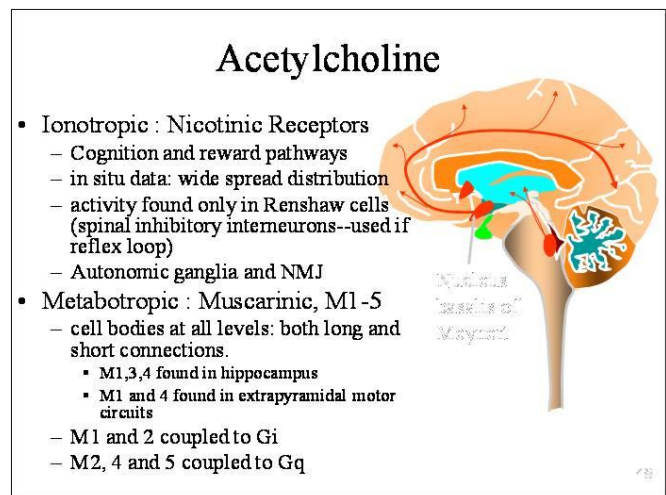 Acetylcholine
• Ionotropic : Nicotinic Receptors
– Cognition and reward pathways
– in situ data: wide spread distribution
– activity found only in Renshaw cells
(spinal inhibitory interneurons--used if
reflex loop)
– Autonomic ganglia and NMJ
• Metabotropic : Muscarinic, M1-5
– cell bodies at all levels: both long and
short connections.
▪ M1,3,4 found in hippocampus
▪ M1 and 4 found in extrapyramidal motor
circuits
– M1 and 2 coupled to Gi
– M2, 4 and 5 coupled to Gq
Nucleus
basalis of